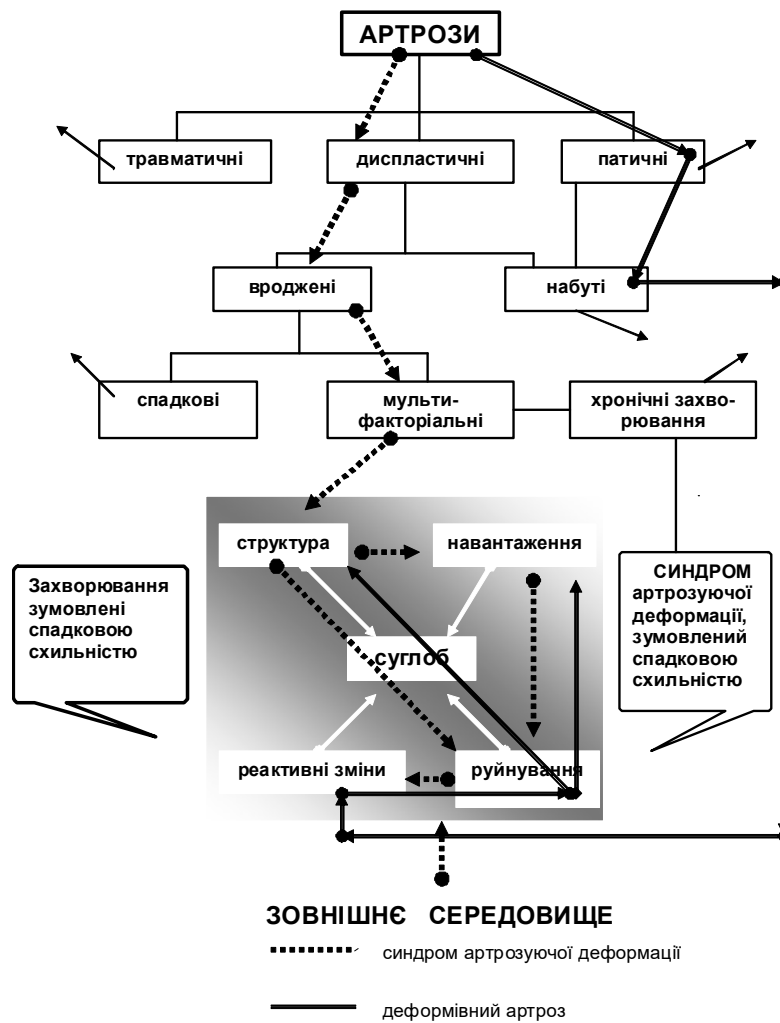 АРТРОЗИ
травматичні
диспластичні
патичні
вроджені
набуті
спадкові
мульти-
факторіальні
хронічні захво-
рювання
структура
навантаження
Захворювання
зумовлені
спадковою
схильністю
СИНДРОМ
артрозуючої
деформації,
зумовлений
спадковою
схильністю
суглоб
реактивні зміни
руйнування
ЗОВНІШНЄ СЕРЕДОВИЩЕ
синдром артрозуючої деформації
деформівний артроз